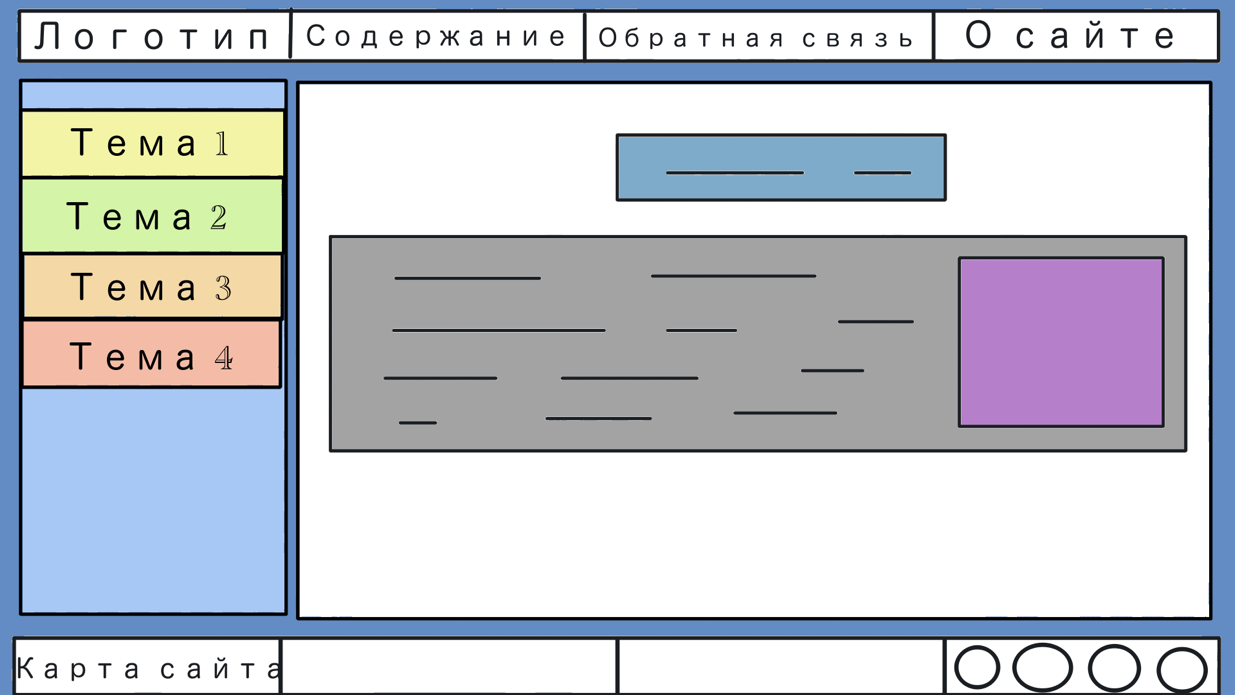 Логотип
Содержание
Обратная связь
О сайте
Тема 1
Тема 2
Тема 3
Тема 4
Карта сайта